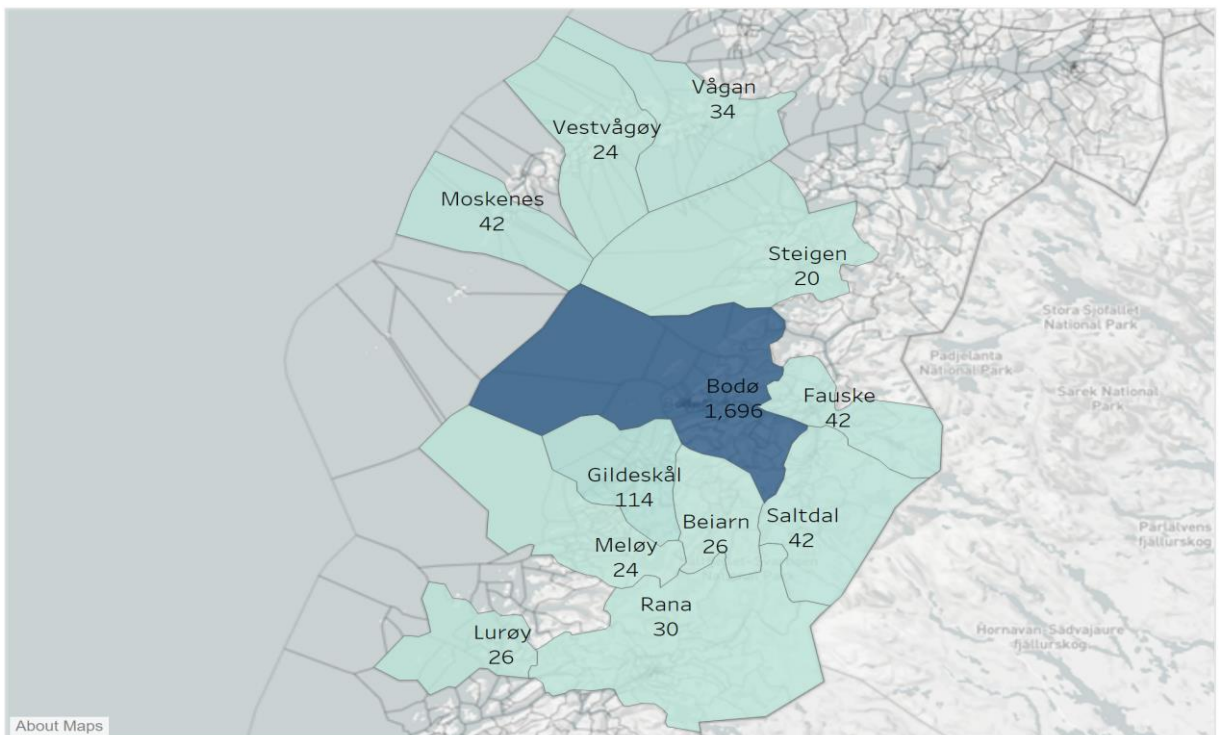 Vågan
34
Vestvågøy
24
Moskenes
42
Steigen
20
Stora Sjöfallet
National Park
Padjelanta
National Park
Sarek National
Park
Bodø
1,696
Fauske
42
Gildeskål
114
Beiarn
26
Saltdal
42
Pärlälvens
fjällurskog
Meløy
24
Rana
30
Lurøy
26
Hornavan-Sädvajaure
fjällurskog
About Maps